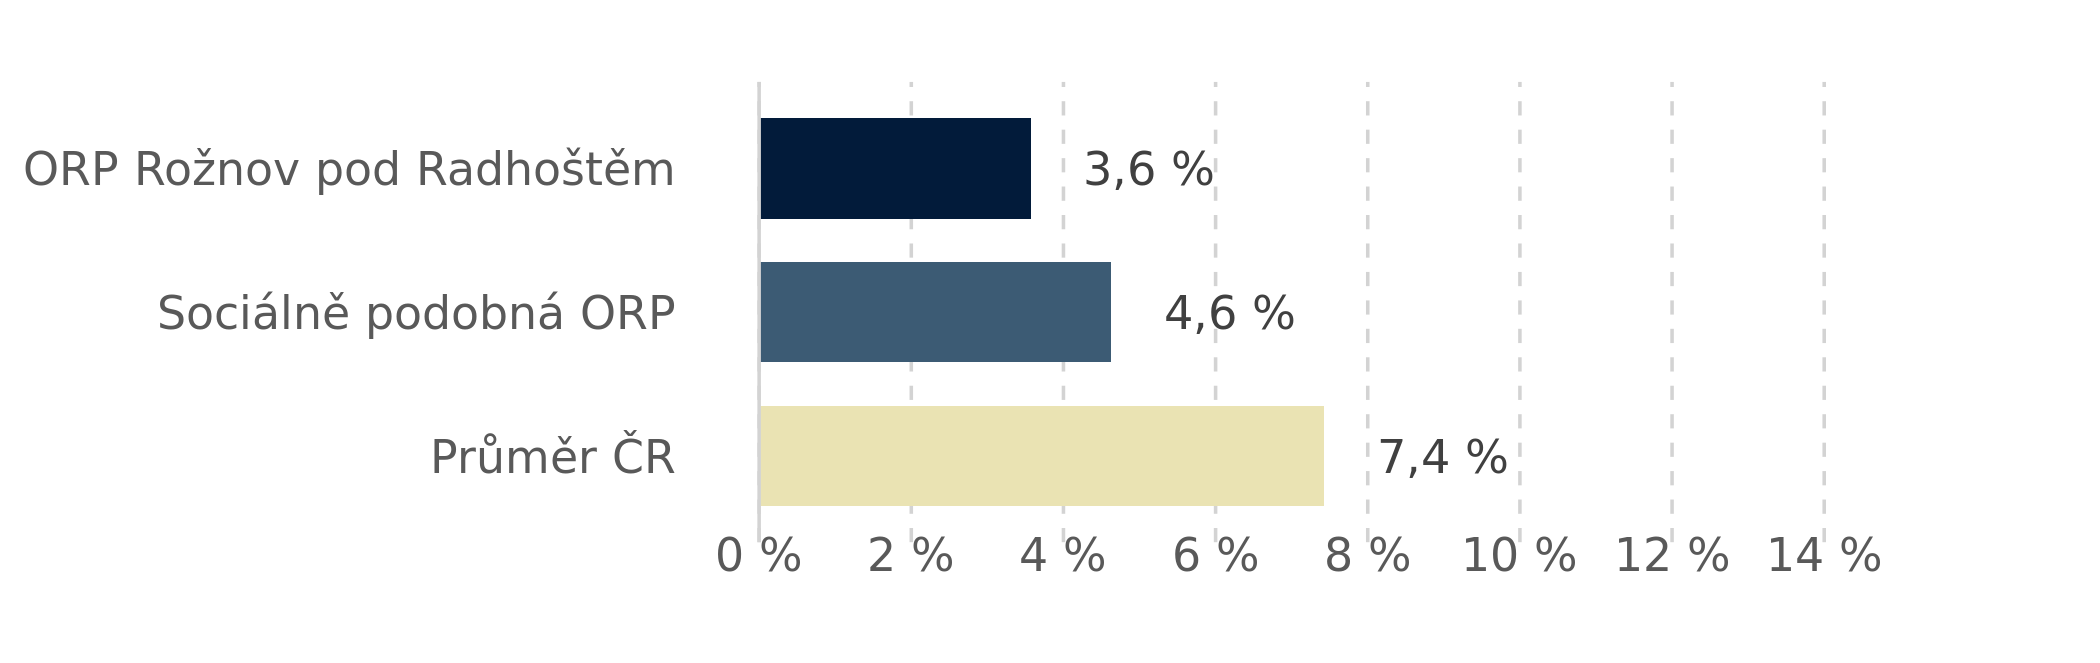 ORP Rožnov pod Radhoštěm 3,6 %
Sociálně podobná ORP 4,6 %
Průměr ČR 7,4 %
0 % 2 % 4 % 6 % 8 % 10 % 12 % 14 %